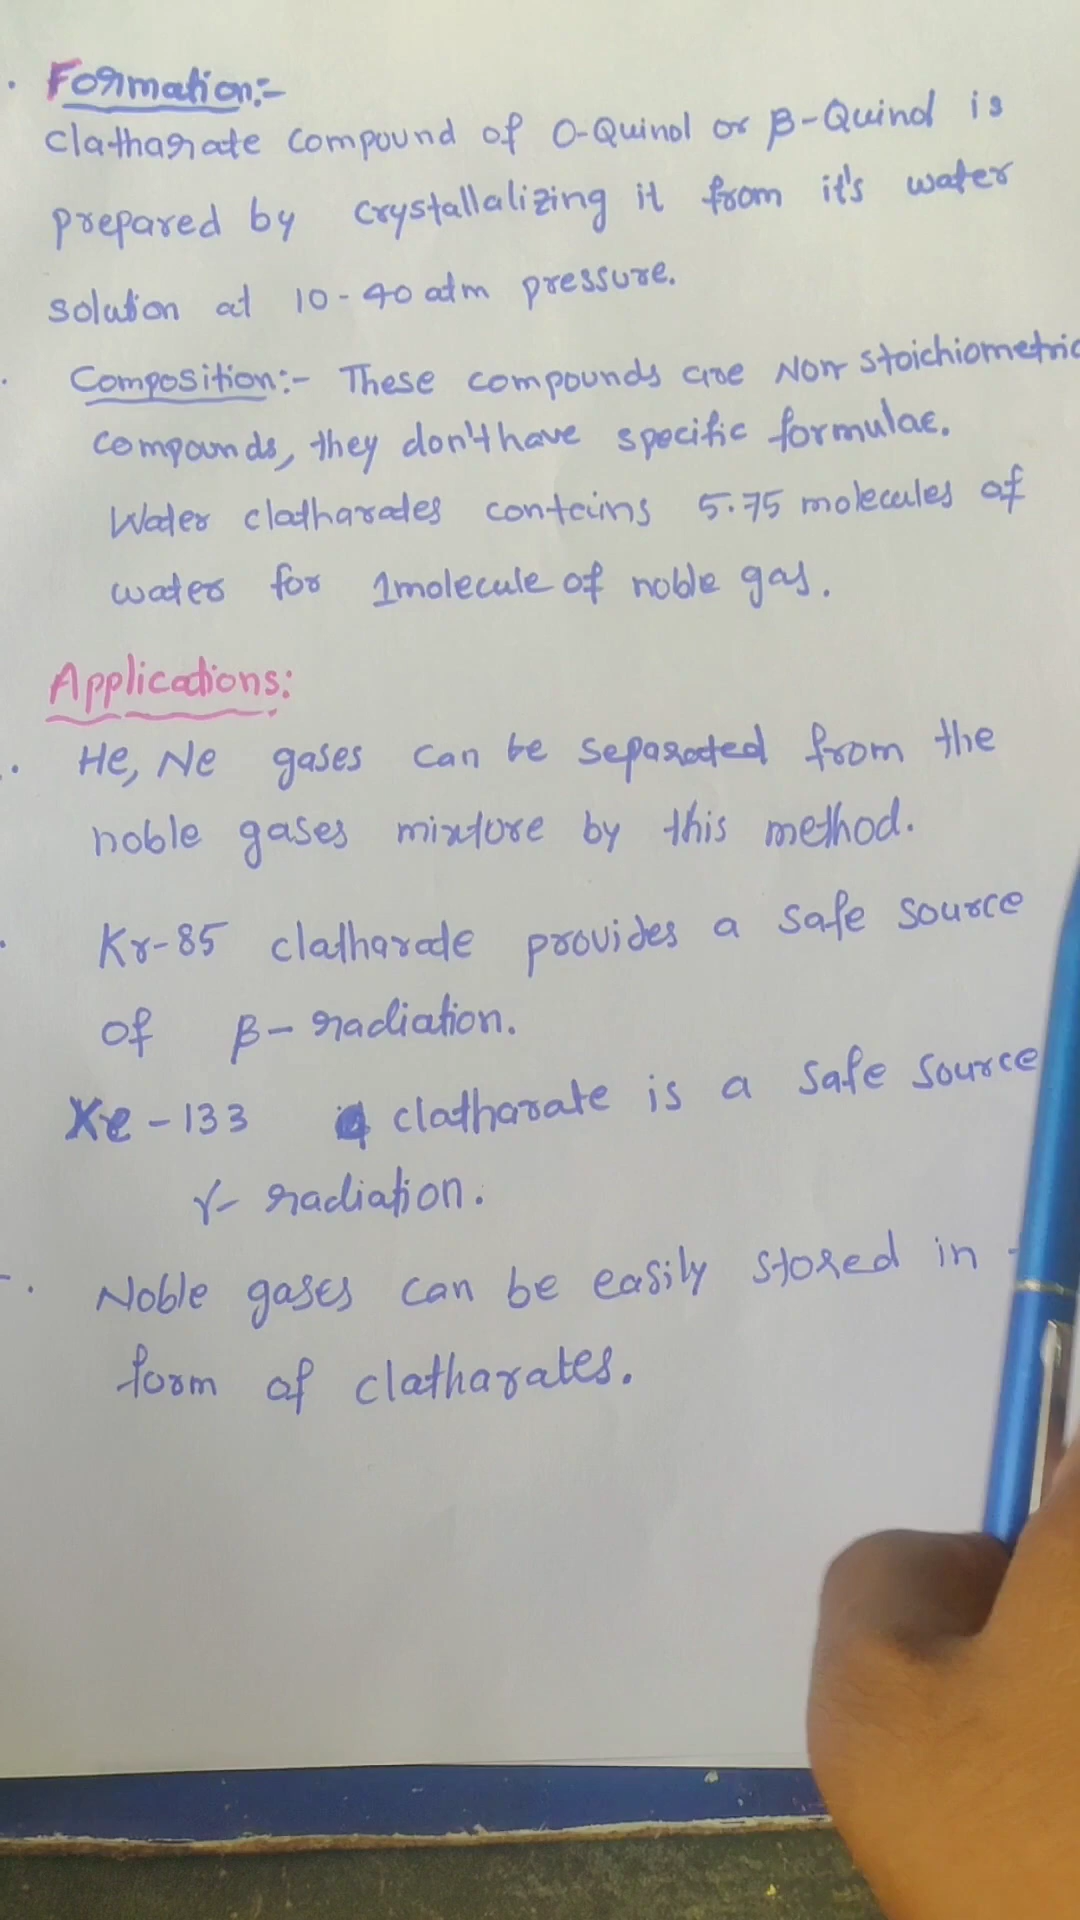 Formation:-
Clatharate compound of O-Quinol or β-Quinol is
prepared by crystallalizing it from it's water
solution at 10-40 atm pressure.
Composition:- These compounds are Non stoichiometric
compounds, they don't have specific formulae.
Water clatharates contains 5.75 molecules of
water for 1molecule of noble gas.
Applications:
He, Ne gases can be separated from the
noble gases mixture by this method.
Kr-85 clatharate provides a safe source
of β- radiation.
Xe-133 clatharate is a safe source
γ- radiation.
Noble gases can be easily stored in
form of clatharates.